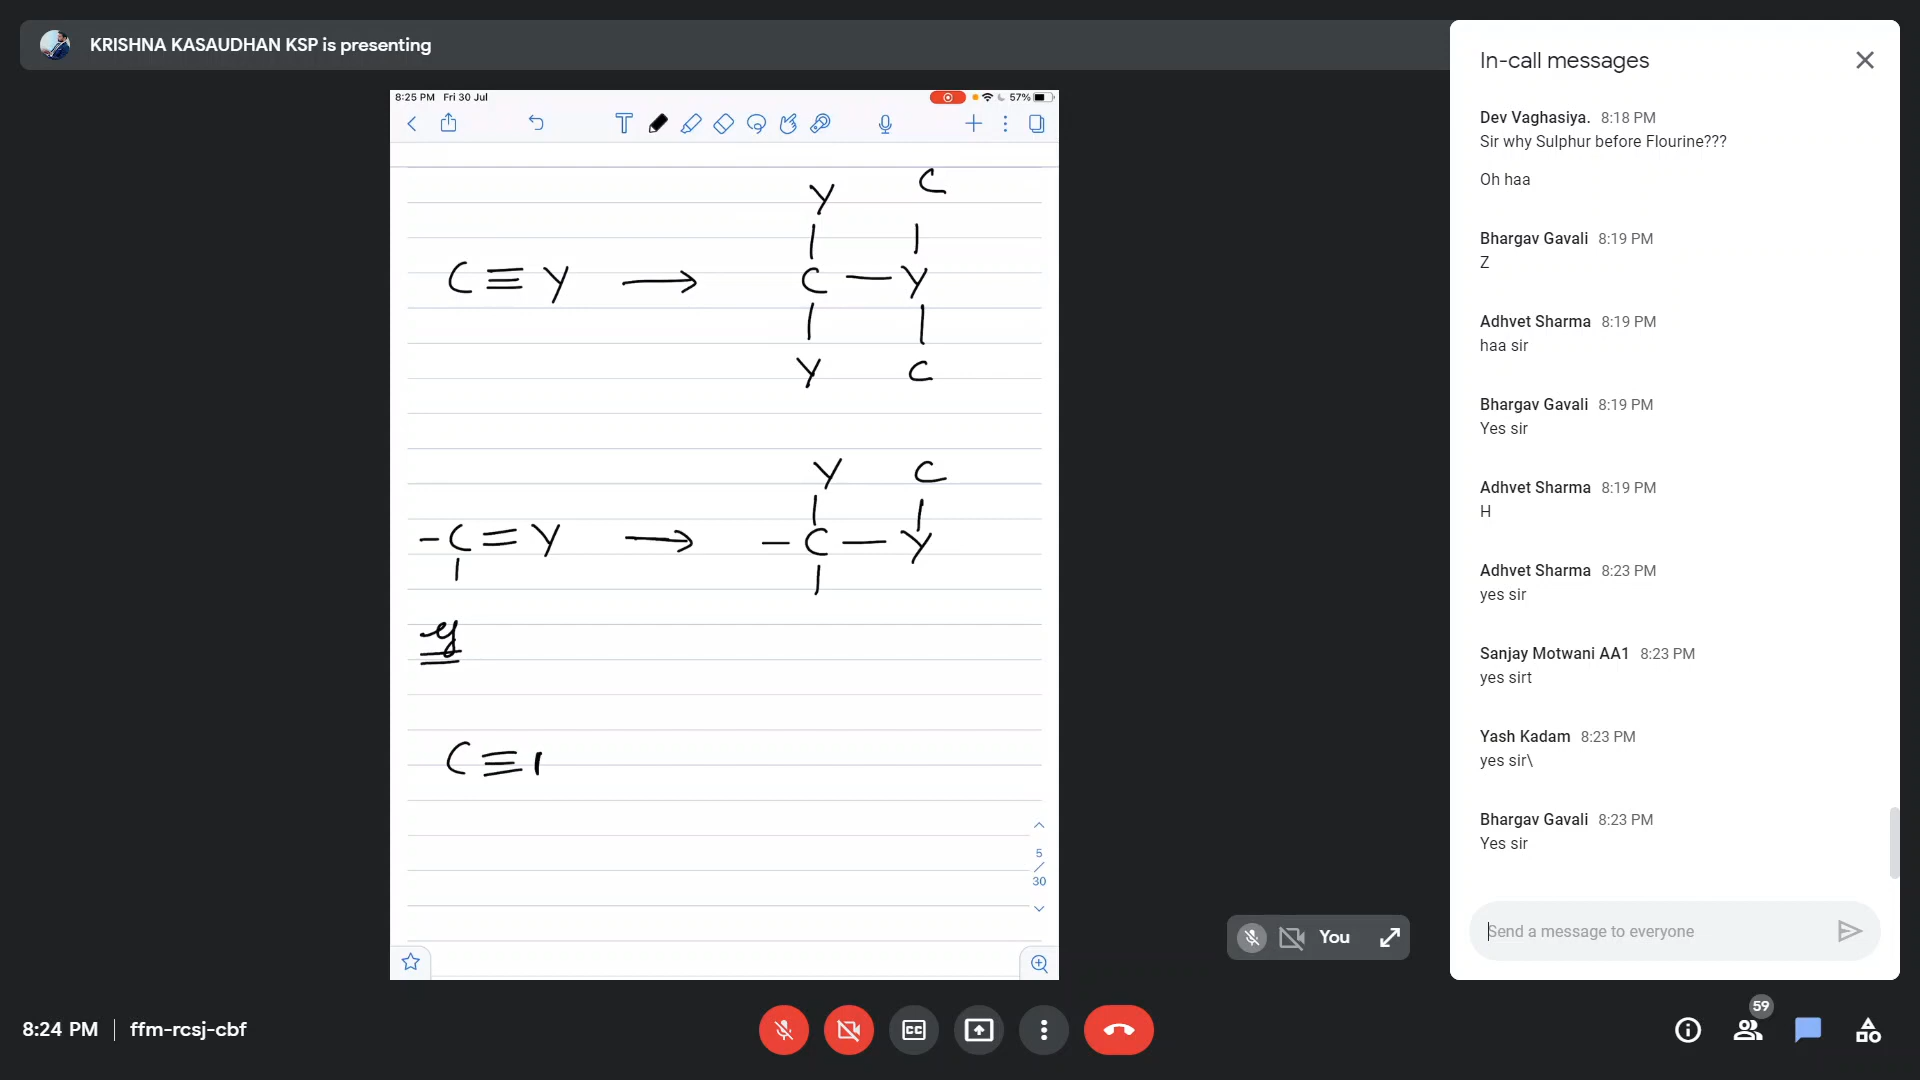 KRISHNA KASAUDHAN KSP is presenting
8:25 PM Fri 30 Jul
57%
T
Y C
C ≡ Y → C — Y
Y C
Y C
-C = Y → - C — Y
eg
C ≡
5
/
30
In-call messages
Dev Vaghasiya. 8:18 PM
Sir why Sulphur before Flourine???
Oh haa
Bhargav Gavali 8:19 PM
Z
Adhvet Sharma 8:19 PM
haa sir
Bhargav Gavali 8:19 PM
Yes sir
Adhvet Sharma 8:19 PM
H
Adhvet Sharma 8:23 PM
yes sir
Sanjay Motwani AA1 8:23 PM
yes sirt
Yash Kadam 8:23 PM
yes sir\
Bhargav Gavali 8:23 PM
Yes sir
Send a message to everyone
You
8:24 PM | ffm-rcsj-cbf
CC
59